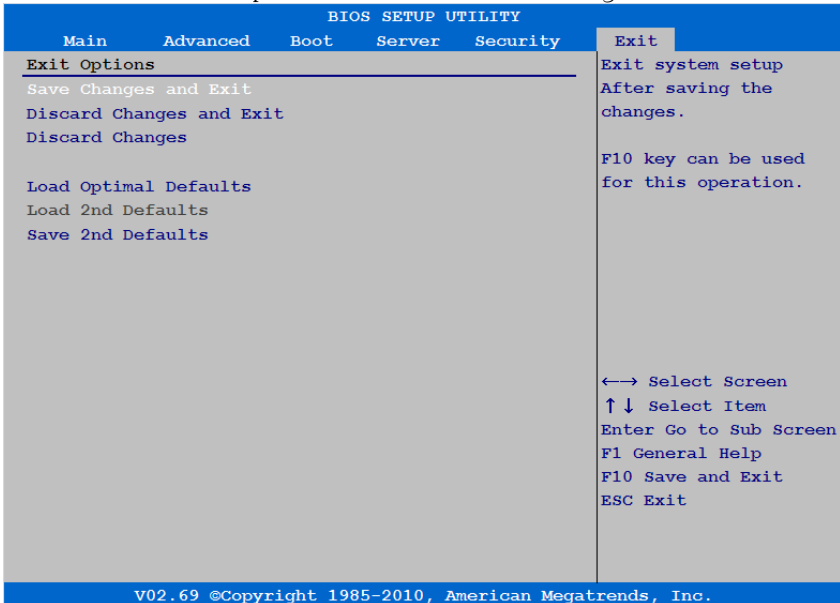 BIOS SETUP UTILITY
Main Advanced Boot Server Security Exit
Exit Options
Save Changes and Exit
Discard Changes and Exit
Discard Changes
Load Optimal Defaults
Load 2nd Defaults
Save 2nd Defaults
Exit system setup
After saving the
changes.
F10 key can be used
for this operation.
←→ Select Screen
↑↓ Select Item
Enter Go to Sub Screen
F1 General Help
F10 Save and Exit
ESC Exit
V02.69 ©Copyright 1985-2010, American Megatrends, Inc.